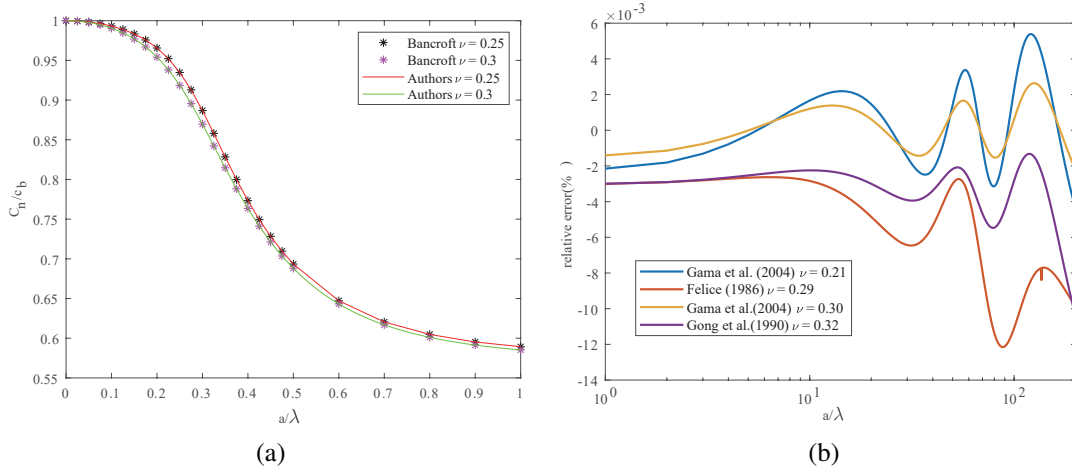 1
0.95
0.9
0.85
0.8
0.75
0.7
0.65
0.6
0.55
C_n/c_b
0 0.1 0.2 0.3 0.4 0.5 0.6 0.7 0.8 0.9 1
a/λ
Bancroft ν = 0.25
Bancroft ν = 0.3
Authors ν = 0.25
Authors ν = 0.3
(a)
×10^-3
6
4
2
0
-2
-4
-6
-8
-10
-12
-14
relative error(% )
10^0 10^1 10^2
a/λ
Gama et al. (2004) ν = 0.21
Felice (1986) ν = 0.29
Gama et al.(2004) ν = 0.30
Gong et al.(1990) ν = 0.32
(b)